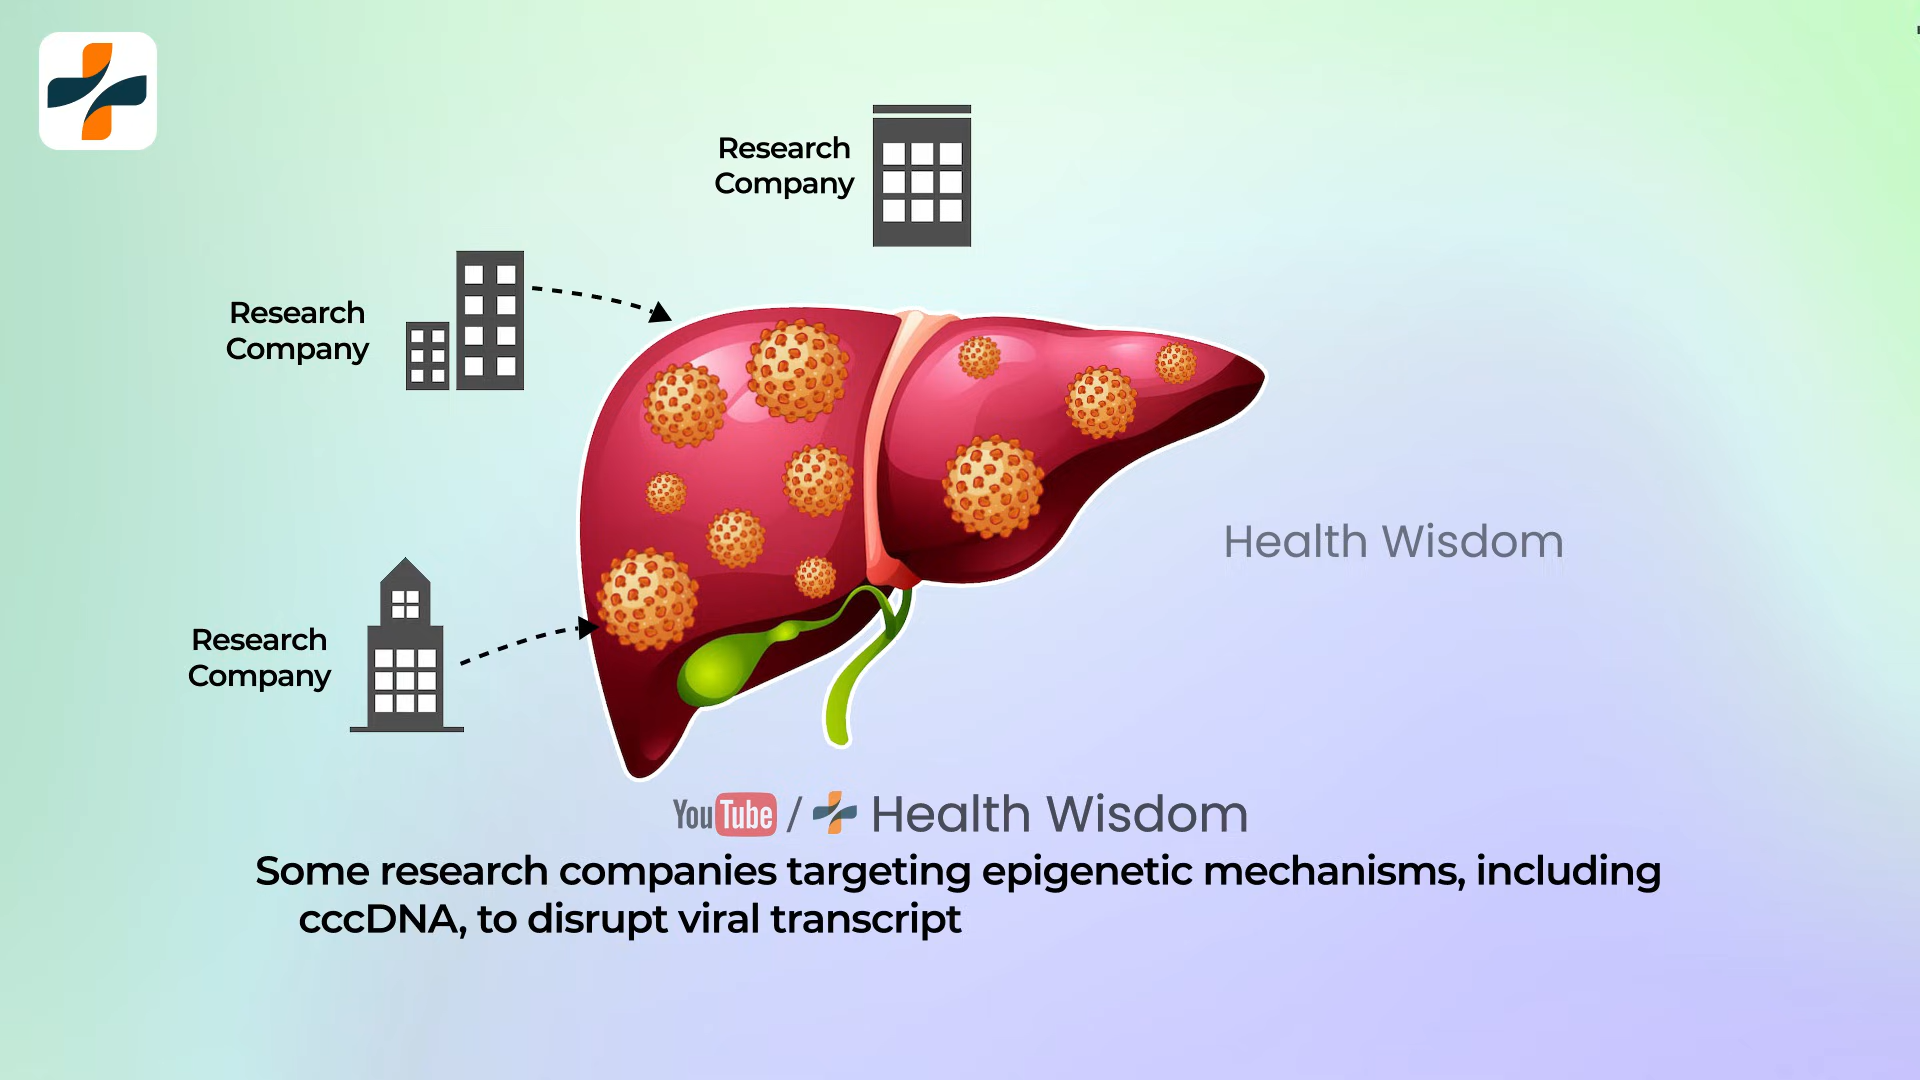 Research
Company
Research
Company
Research
Company
Health Wisdom
YouTube / Health Wisdom
Some research companies targeting epigenetic mechanisms, including
cccDNA, to disrupt viral transcript